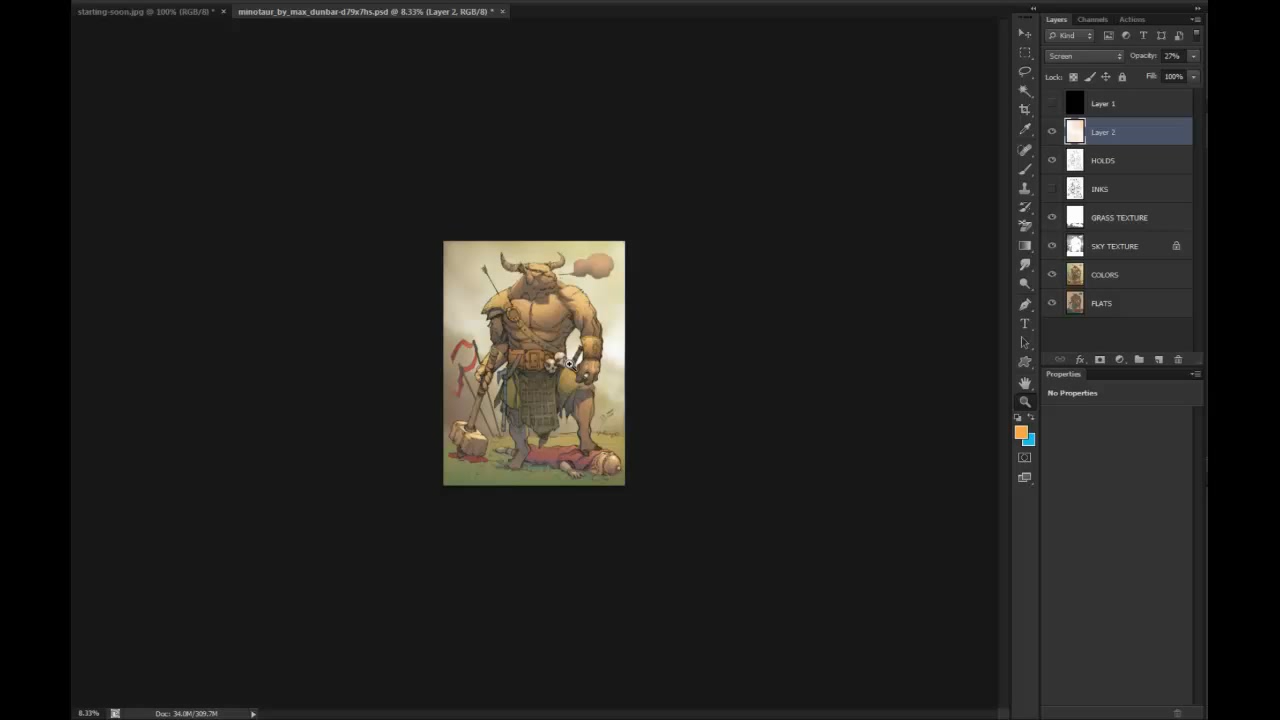 starting-soon.jpg @ 100% (RGB/8) * ×
minotaur_by_max_dunbar-d79x7hs.psd @ 8.33% (Layer 2, RGB/8) * ×
Layers Channels Actions
Kind
Screen Opacity: 27%
Lock: Fill: 100%
Layer 1
Layer 2
HOLDS
INKS
GRASS TEXTURE
SKY TEXTURE
COLORS
FLATS
fx
Properties
No Properties
8.33% Doc: 34.0M/309.7M